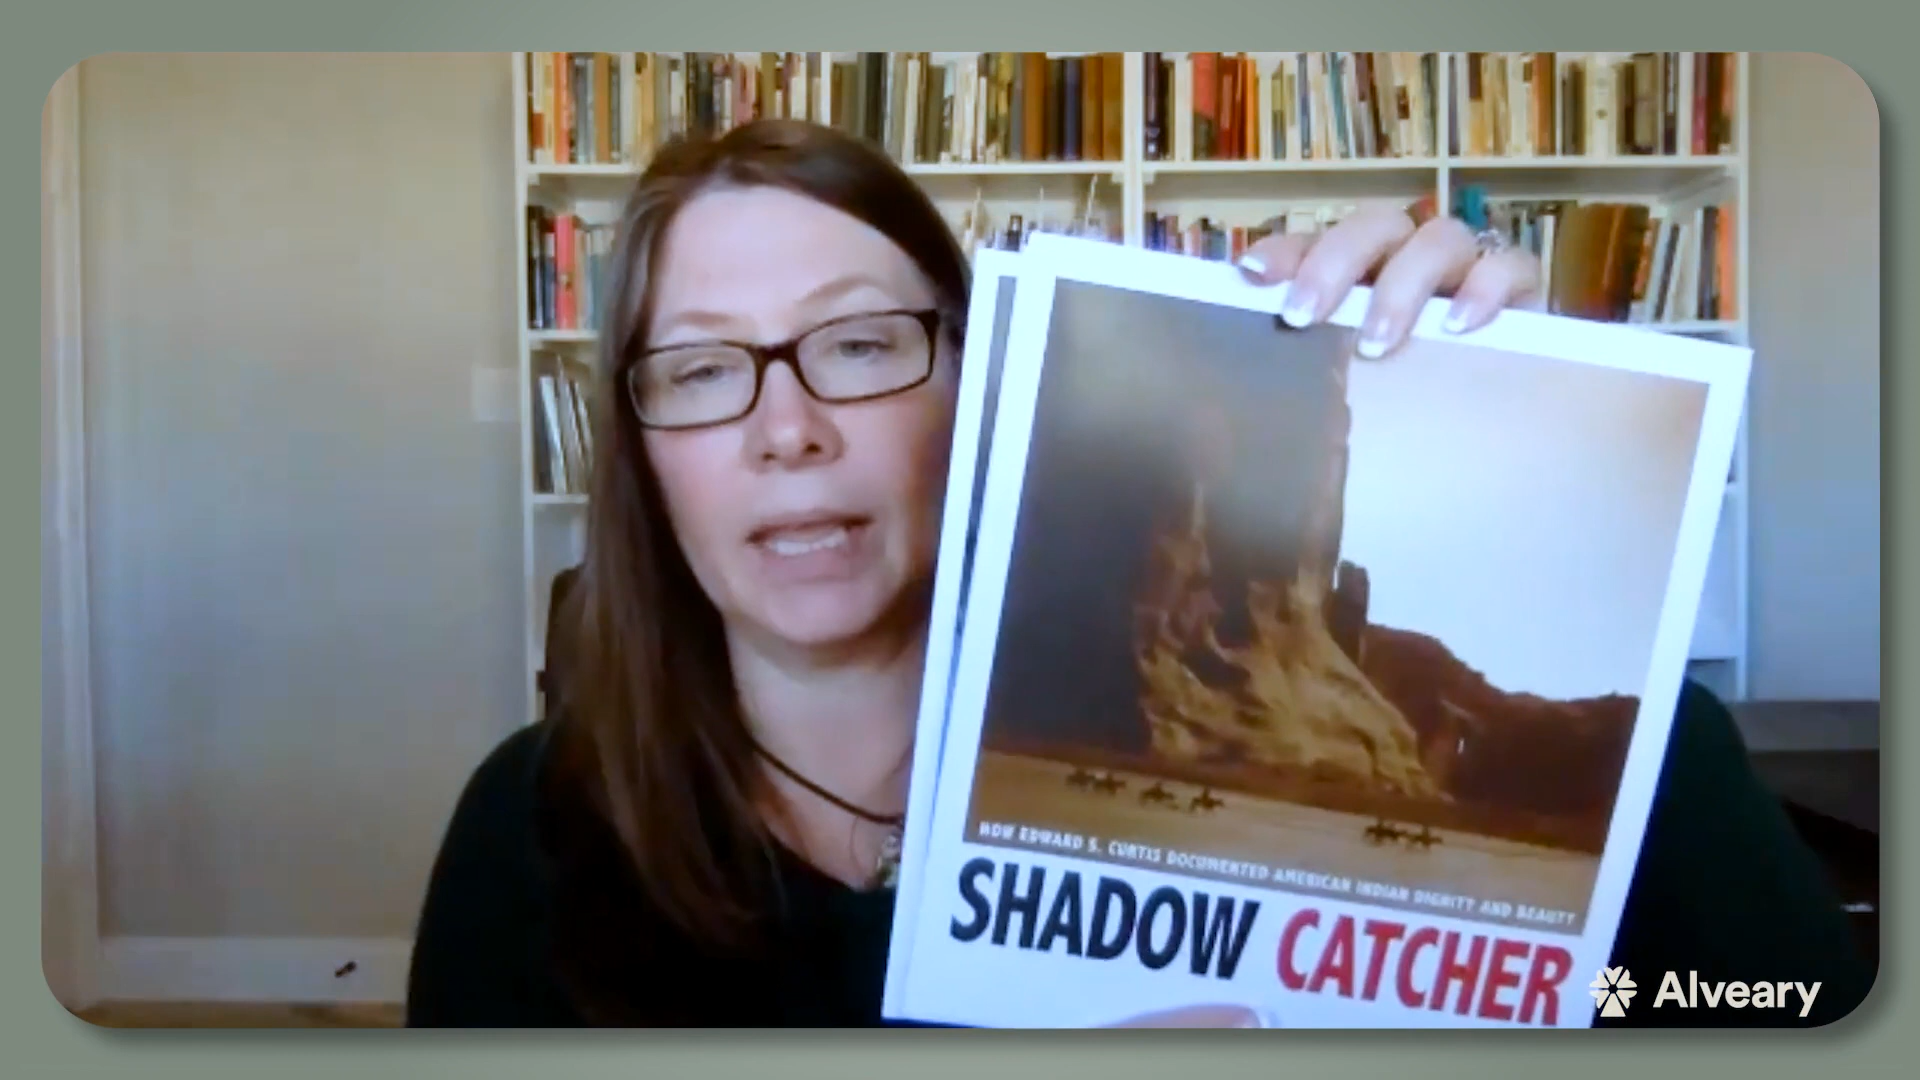 HOW EDWARD S. CURTIS DOCUMENTED AMERICAN INDIAN DIGNITY AND BEAUTY
SHADOW CATCHER
Alveary